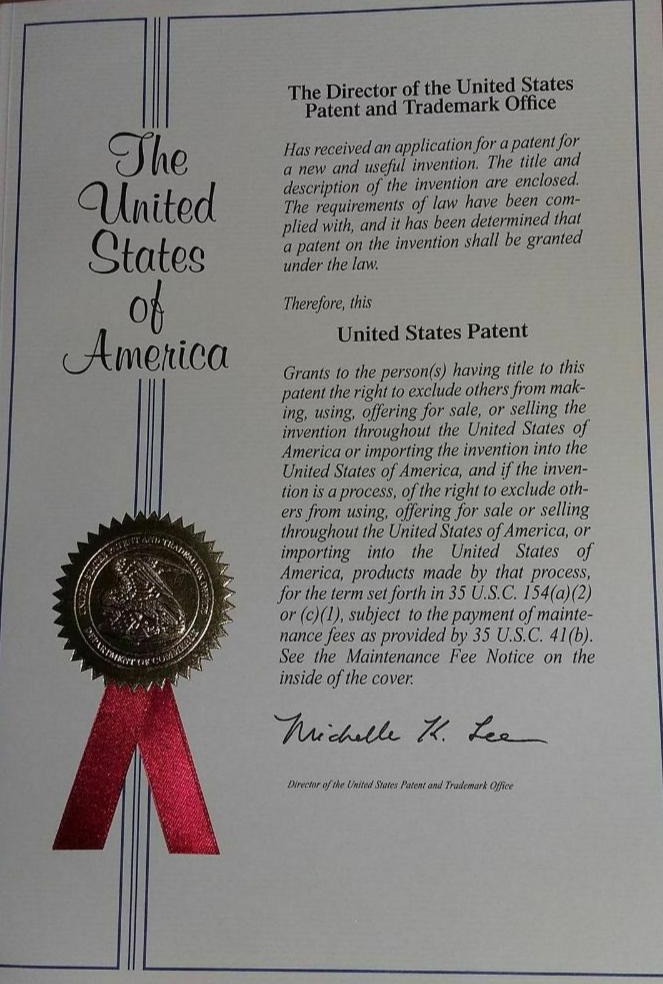 The
United
States
of
America
The Director of the United States
Patent and Trademark Office
Has received an application for a patent for
a new and useful invention. The title and
description of the invention are enclosed.
The requirements of law have been com-
plied with, and it has been determined that
a patent on the invention shall be granted
under the law.
Therefore, this
United States Patent
Grants to the person(s) having title to this
patent the right to exclude others from mak-
ing, using, offering for sale, or selling the
invention throughout the United States of
America or importing the invention into the
United States of America, and if the inven-
tion is a process, of the right to exclude oth-
ers from using, offering for sale or selling
throughout the United States of America, or
importing into the United States of
America, products made by that process,
for the term set forth in 35 U.S.C. 154(a)(2)
or (c)(1), subject to the payment of mainte-
nance fees as provided by 35 U.S.C. 41(b).
See the Maintenance Fee Notice on the
inside of the cover.
Michelle K. Lee
Director of the United States Patent and Trademark Office
UNITED STATES PATENT AND TRADEMARK OFFICE
DEPARTMENT OF COMMERCE